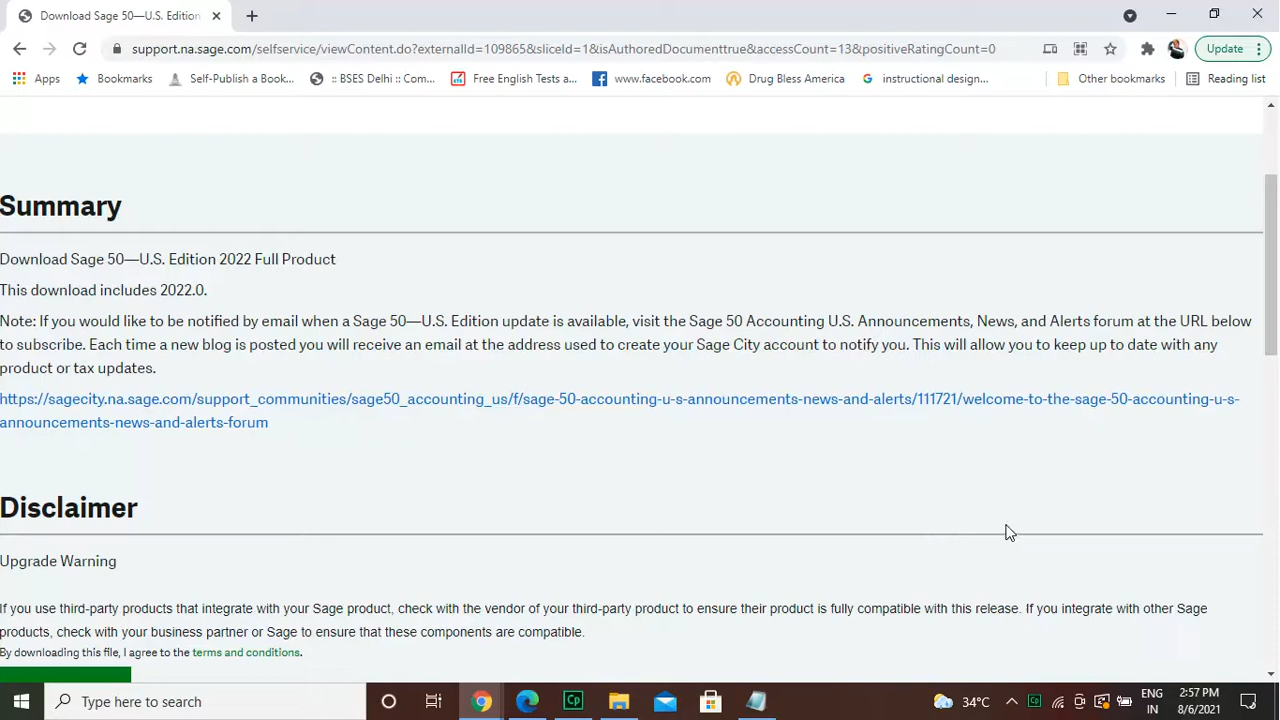 Download Sage 50—U.S. Edition
Update
support.na.sage.com/selfservice/viewContent.do?externalId=109865&sliceId=1&isAuthoredDocumenttrue&accessCount=13&positiveRatingCount=0
Apps Bookmarks Self-Publish a Book... :: BSES Delhi :: Com... Free English Tests a... www.facebook.com Drug Bless America instructional design... Other bookmarks Reading list
Summary
Download Sage 50—U.S. Edition 2022 Full Product
This download includes 2022.0.
Note: If you would like to be notified by email when a Sage 50—U.S. Edition update is available, visit the Sage 50 Accounting U.S. Announcements, News, and Alerts forum at the URL below
to subscribe. Each time a new blog is posted you will receive an email at the address used to create your Sage City account to notify you. This will allow you to keep up to date with any
product or tax updates.
https://sagecity.na.sage.com/support_communities/sage50_accounting_us/f/sage-50-accounting-u-s-announcements-news-and-alerts/111721/welcome-to-the-sage-50-accounting-u-s-
announcements-news-and-alerts-forum
Disclaimer
Upgrade Warning
If you use third-party products that integrate with your Sage product, check with the vendor of your third-party product to ensure their product is fully compatible with this release. If you integrate with other Sage
products, check with your business partner or Sage to ensure that these components are compatible.
By downloading this file, I agree to the terms and conditions.
Type here to search
34°C
ENG
IN
2:57 PM
8/6/2021